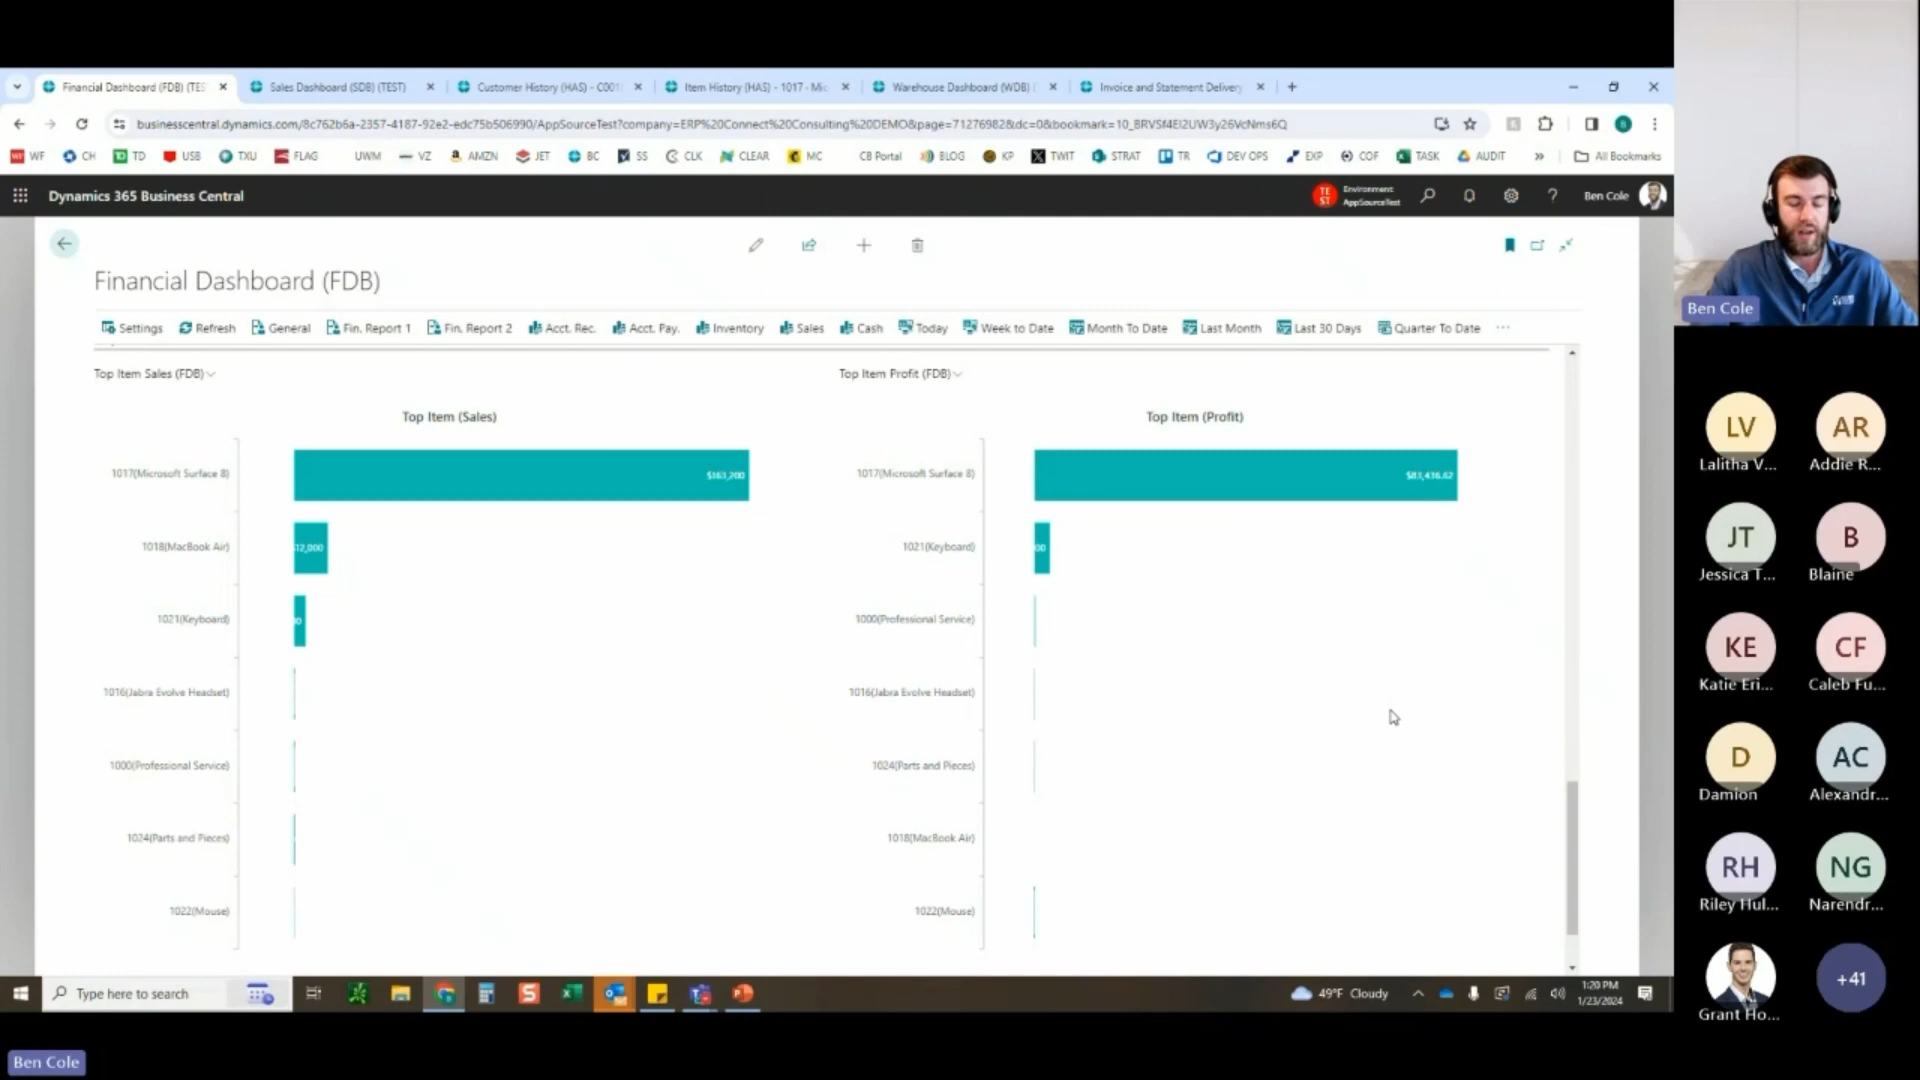 Financial Dashboard (FDB) (TES
Sales Dashboard (SDB) (TEST)
Customer History (HAS) - C001
Item History (HAS) - 1017 - Mic
Warehouse Dashboard (WDB) (
Invoice and Statement Delivery
businesscentral.dynamics.com/8c762b6a-2357-4187-92e2-edc75b506990/AppSourceTest?company=ERP%20Connect%20Consulting%20DEMO&page=71276982&dc=0&bookmark=10_BRVSf4EI2UW3y26VcNms6Q
WF CH TD USB TXU FLAG UWM VZ AMZN JET BC SS CLK CLEAR MC CB Portal BLOG KP TWIT STRAT TR DEV OPS EXP COF TASK AUDIT » All Bookmarks
Dynamics 365 Business Central
TE
ST
Environment:
AppSourceTest
Ben Cole
Financial Dashboard (FDB)
Settings Refresh General Fin. Report 1 Fin. Report 2 Acct. Rec. Acct. Pay. Inventory Sales Cash Today Week to Date Month To Date Last Month Last 30 Days Quarter To Date ...
Top Item Sales (FDB)
Top Item (Sales)
1017(Microsoft Surface 8)
$163,200
1018(MacBook Air)
12,000
1021(Keyboard)
1016(Jabra Evolve Headset)
1000(Professional Service)
1024(Parts and Pieces)
1022(Mouse)
Top Item Profit (FDB)
Top Item (Profit)
1017(Microsoft Surface 8)
$83,436.62
1021(Keyboard)
00
1000(Professional Service)
1016(Jabra Evolve Headset)
1024(Parts and Pieces)
1018(MacBook Air)
1022(Mouse)
Type here to search
49°F Cloudy
1:20 PM
1/23/2024
Ben Cole
Ben Cole
LV AR
Lalitha V... Addie R...
JT B
Jessica T... Blaine
KE CF
Katie Eri... Caleb Fu...
D AC
Damion Alexandr...
RH NG
Riley Hul... Narendr...
+41
Grant Ho...